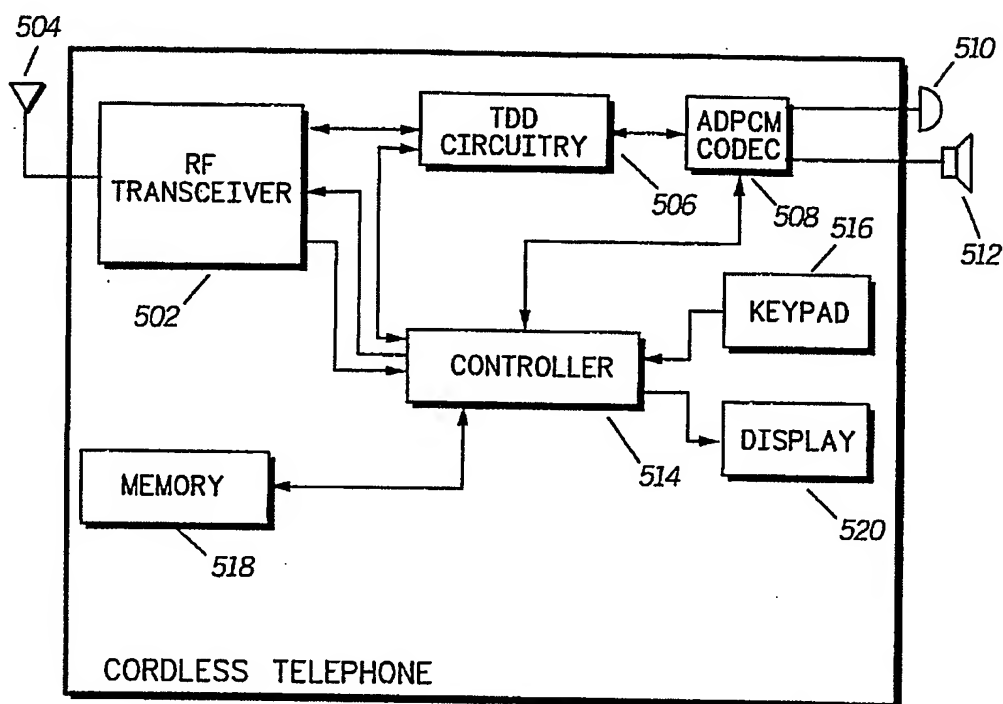 504
510
TDD
CIRCUITRY
ADPCM
CODEC
RF
TRANSCEIVER
506
508
512
516
502
KEYPAD
CONTROLLER
514
DISPLAY
MEMORY
520
518
CORDLESS TELEPHONE